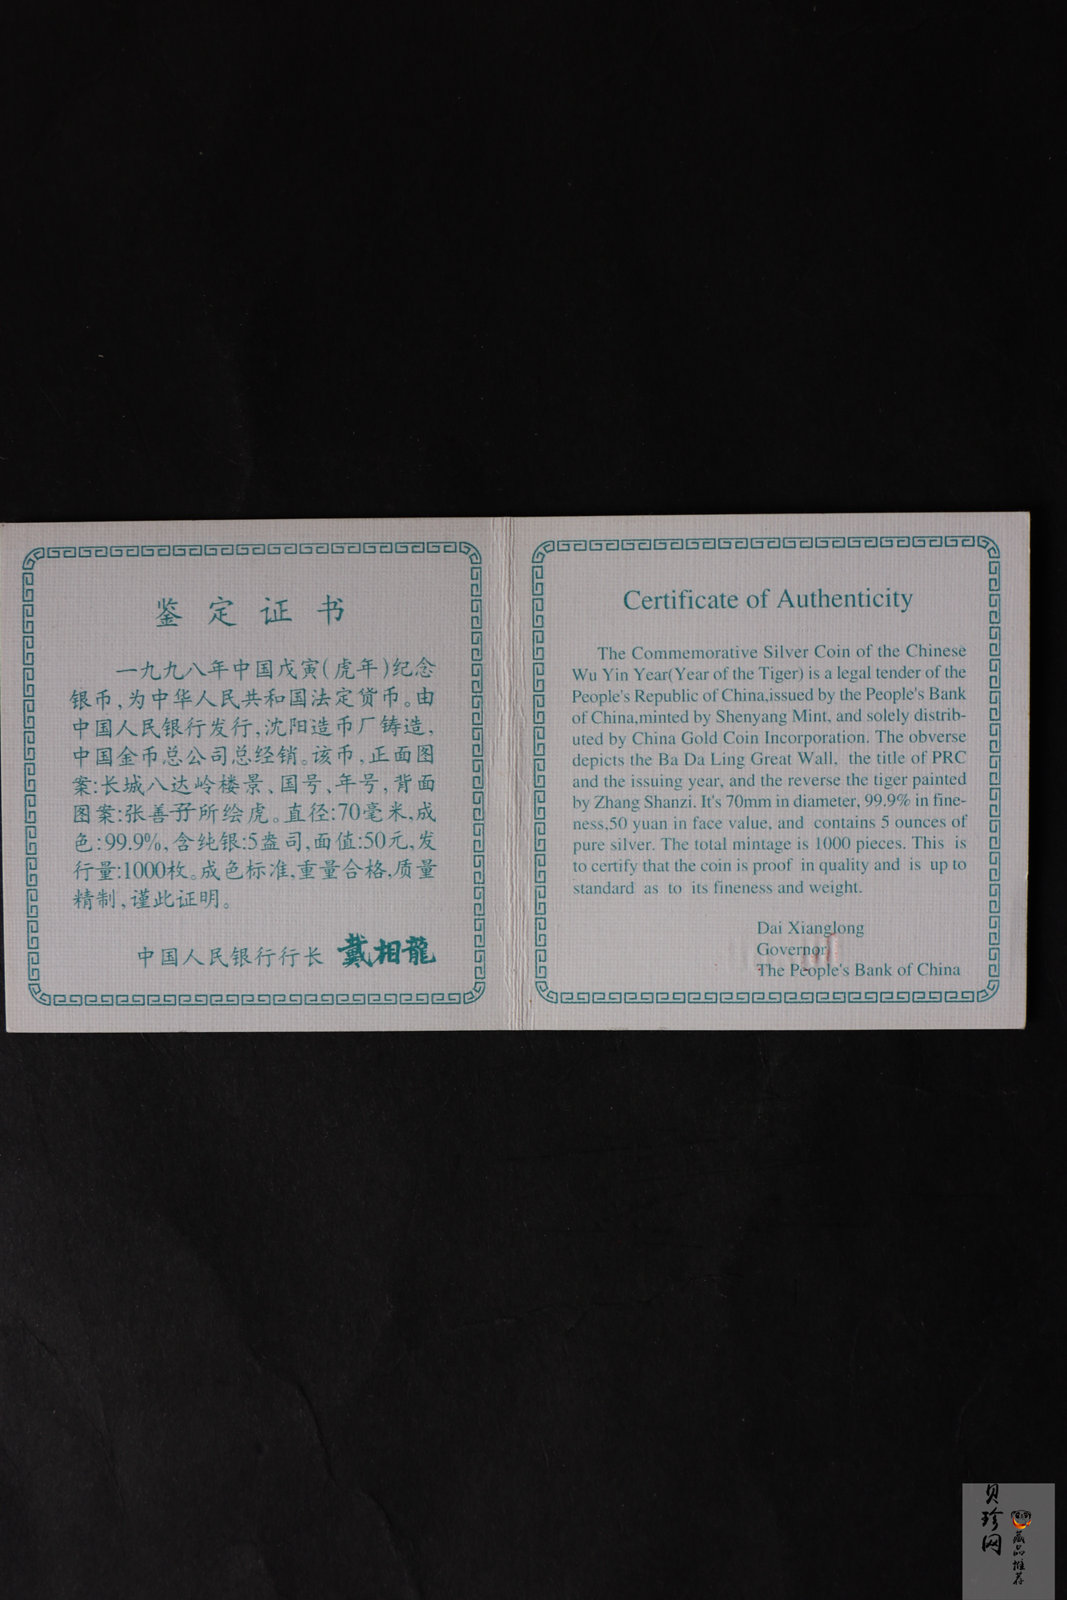 鉴定证书
一九九八年中国戊寅(虎年)纪念
银币,为中华人民共和国法定货币。由
中国人民银行发行,沈阳造币厂铸造,
中国金币总公司总经销。该币,正面图
案:长城八达岭楼景、国号、年号,背面
图案:张善孖所绘虎。直径:70毫米,成
色:99.9%,含纯银:5盎司,面值:50元,发
行量:1000枚。成色标准,重量合格,质量
精制,谨此证明。
中国人民银行行长 戴相龍
Certificate of Authenticity
The Commemorative Silver Coin of the Chinese
Wu Yin Year(Year of the Tiger) is a legal tender of the
People's Republic of China,issued by the People's Bank
of China,minted by Shenyang Mint, and solely distrib-
uted by China Gold Coin Incorporation. The obverse
depicts the Ba Da Ling Great Wall, the title of PRC
and the issuing year, and the reverse the tiger painted
by Zhang Shanzi. It's 70mm in diameter, 99.9% in fine-
ness,50 yuan in face value, and contains 5 ounces of
pure silver. The total mintage is 1000 pieces. This is
to certify that the coin is proof in quality and is up to
standard as to its fineness and weight.
Dai Xianglong
Governor
The People's Bank of China
贝珍网
藏品推荐